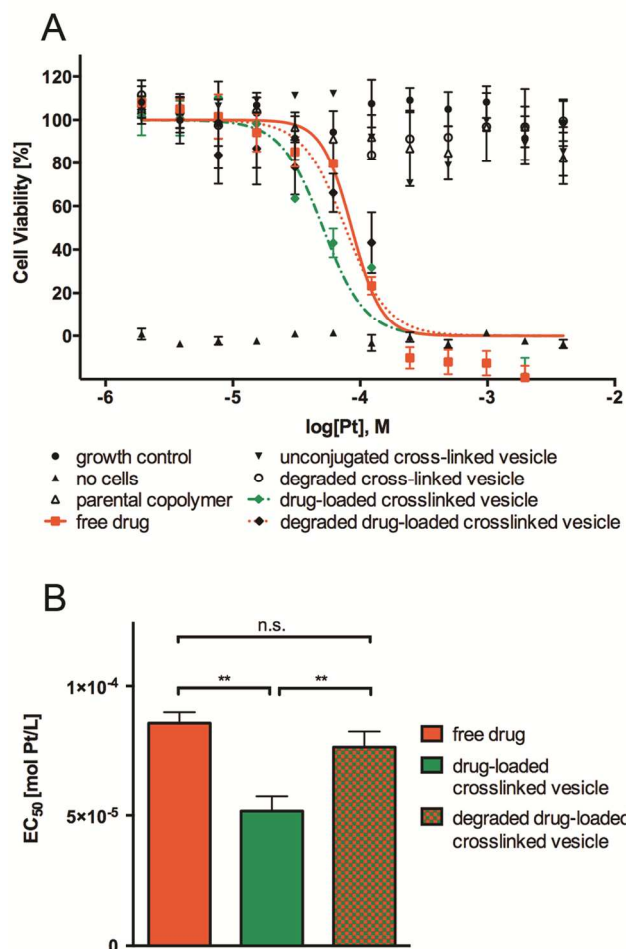 A
120
100
80
60
40
20
0
Cell Viability [%]
-6 -5 -4 -3 -2
log[Pt], M
growth control
no cells
parental copolymer
free drug
unconjugated cross-linked vesicle
degraded cross-linked vesicle
drug-loaded crosslinked vesicle
degraded drug-loaded crosslinked vesicle
B
n.s.
** **
1×10⁻⁴
5×10⁻⁵
0
EC₅₀ [mol Pt/L]
free drug
drug-loaded
crosslinked vesicle
degraded drug-loaded
crosslinked vesicle